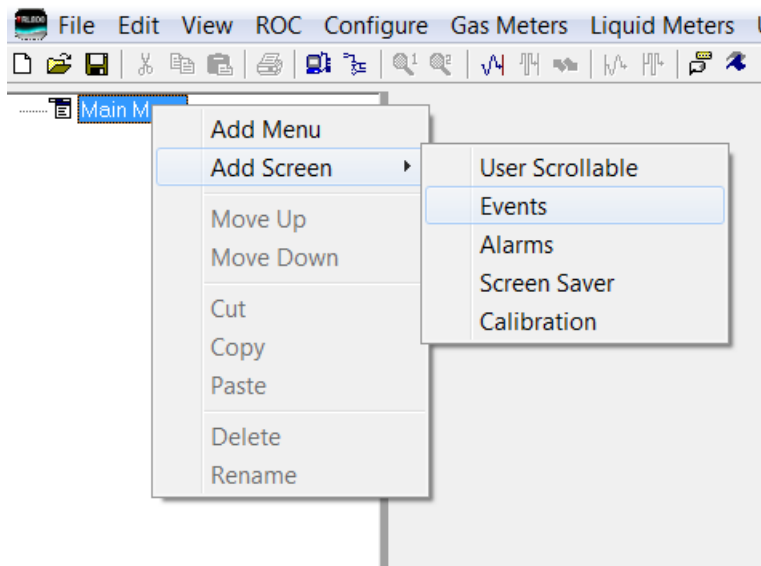 File Edit View ROC Configure Gas Meters Liquid Meters
Main M
Add Menu
Add Screen
User Scrollable
Move Up
Events
Move Down
Alarms
Screen Saver
Cut
Calibration
Copy
Paste
Delete
Rename